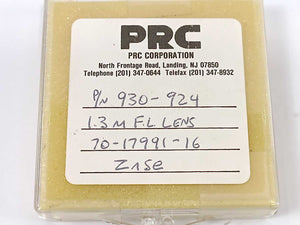 PRC
PRC CORPORATION
North Frontage Road, Landing, NJ 07850
Telephone (201) 347-0644 Telefax (201) 347-8932
P/N 930-924
1.3 M F.L LENS
70-17991-16
ZnSe